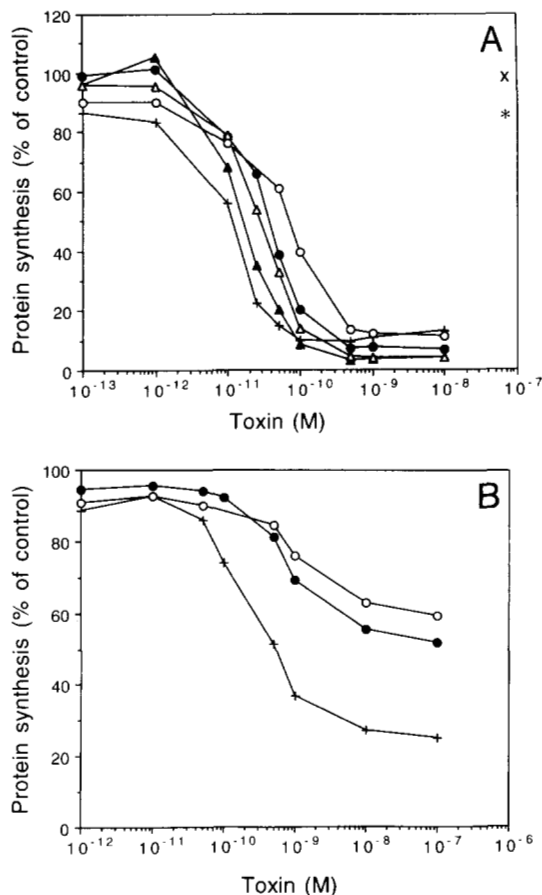 A
x
*
Protein synthesis (% of control)
120
100
80
60
40
20
0
10-13 10-12 10-11 10-10 10-9 10-8 10-7
Toxin (M)
B
Protein synthesis (% of control)
100
80
60
40
20
0
10-12 10-11 10-10 10-9 10-8 10-7 10-6
Toxin (M)